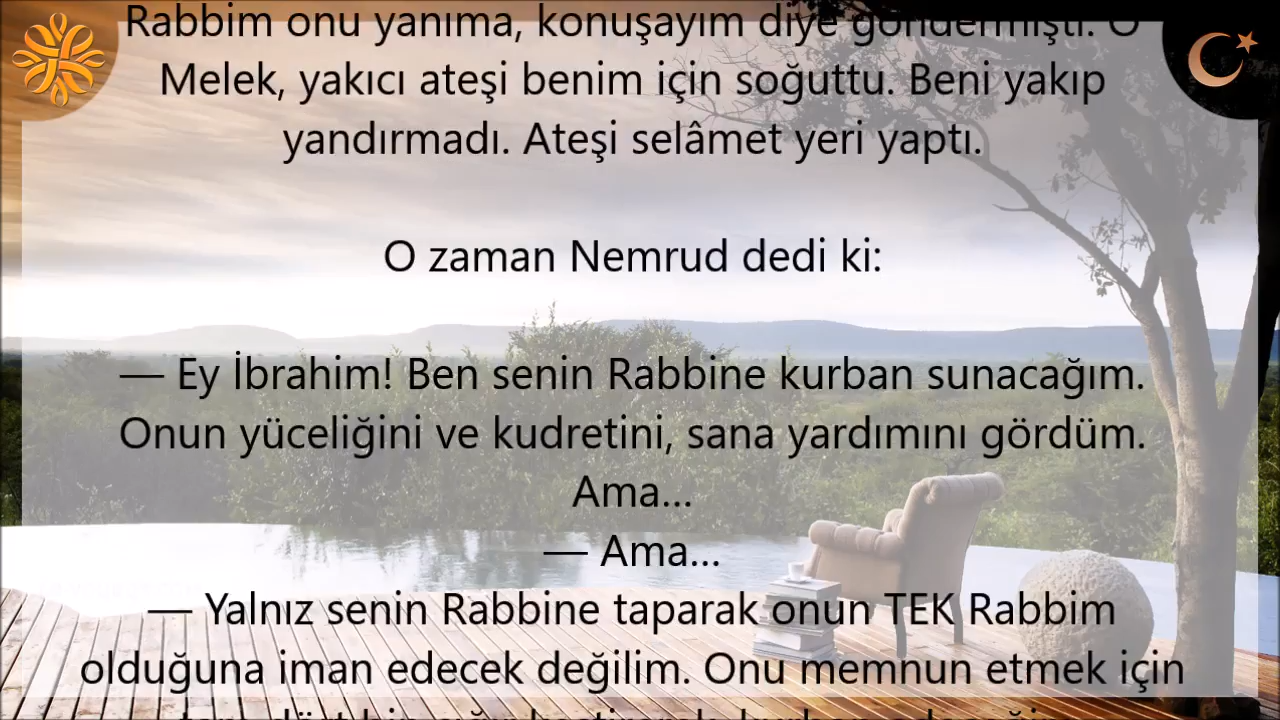 Rabbim onu yanıma, konuşayım diye göndermişti. O
Melek, yakıcı ateşi benim için soğuttu. Beni yakıp
yandırmadı. Ateşi selâmet yeri yaptı.
O zaman Nemrud dedi ki:
— Ey İbrahim! Ben senin Rabbine kurban sunacağım.
Onun yüceliğini ve kudretini, sana yardımını gördüm.
Ama...
— Ama...
— Yalnız senin Rabbine taparak onun TEK Rabbim
olduğuna iman edecek değilim. Onu memnun etmek için